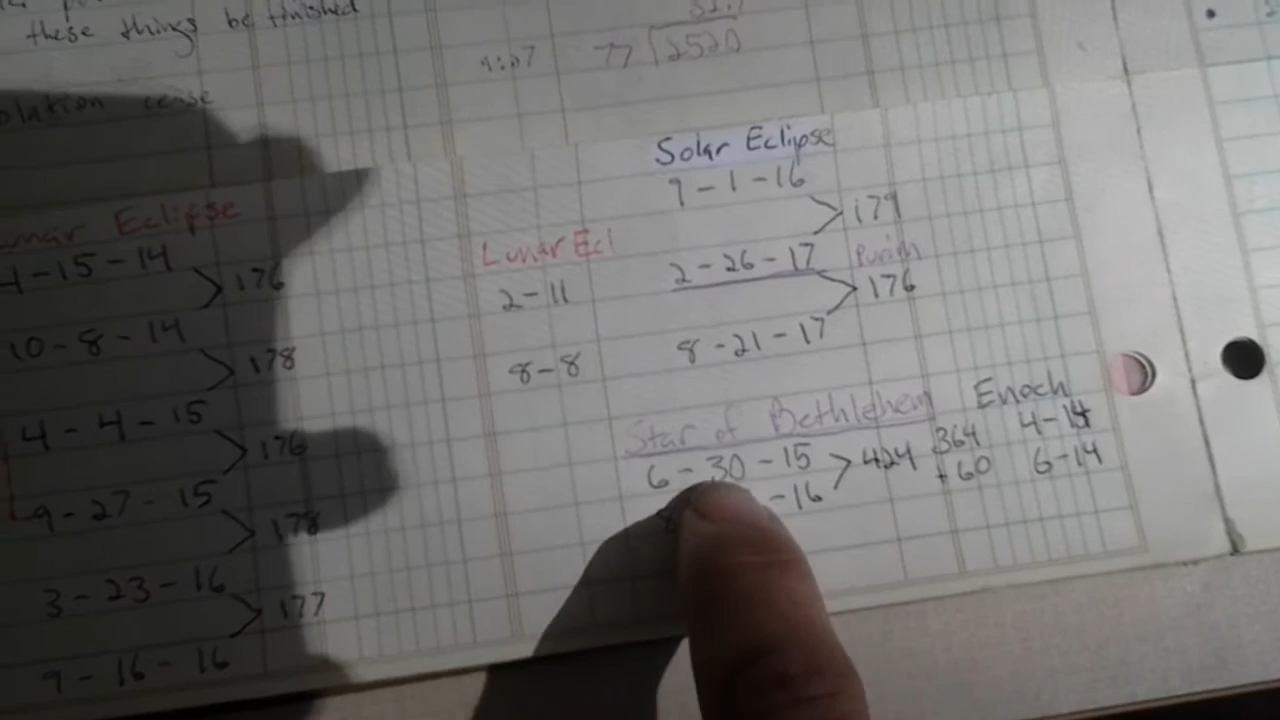 these things be finished
77 2520
cease
Solar Eclipse
9-1-16
179
Lunar Ecl
2-26-17 Purim
2-11
176
8-21-17
8-8
Eclipse
4-15-14
176
10-8-14
178
4-4-15
176
9-27-15
178
3-23-16
177
9-16-16
Star of Bethlehem Enoch
6-30-15 424 364 4-14
-16 +60 6-14